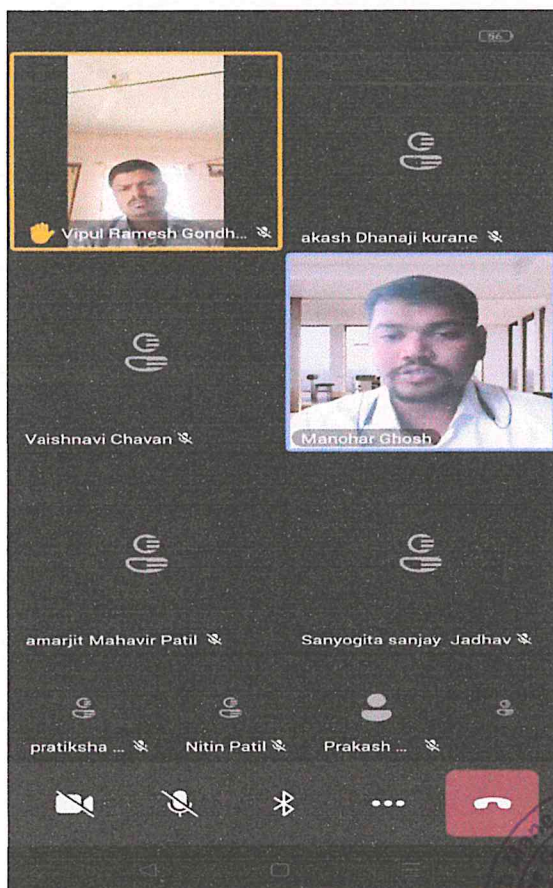 56
Vipul Ramesh Gondh...
akash Dhanaji kurane
Vaishnavi Chavan
Manohar Ghosh
amarjit Mahavir Patil
Sanyogita sanjay Jadhav
pratiksha ...
Nitin Patil
Prakash ...